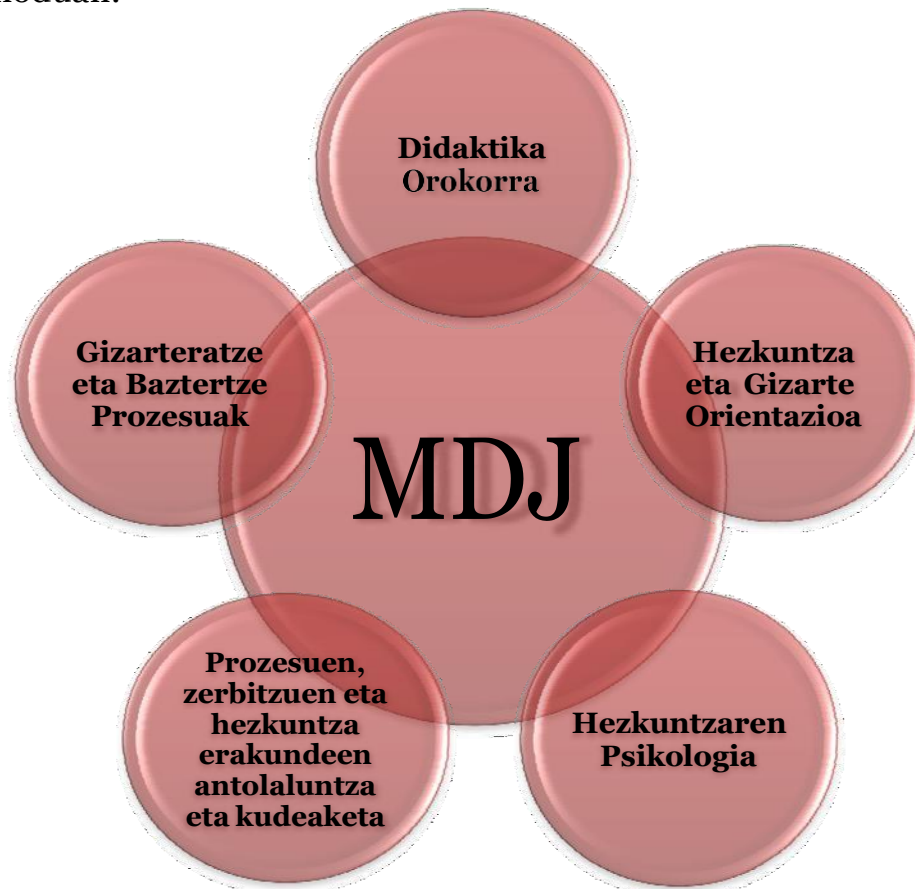 moduan:
Didaktika
Orokorra
Gizarteratze
eta Baztertze
Prozesuak
Hezkuntza
eta Gizarte
Orientazioa
MDJ
Prozesuen,
zerbitzuen eta
hezkuntza
erakundeen
antolaluntza
eta kudeaketa
Hezkuntzaren
Psikologia